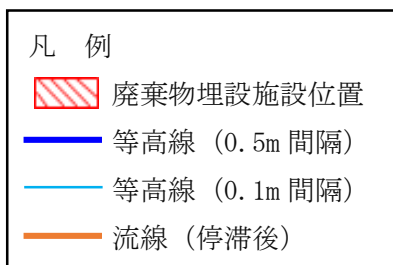 凡　例
廃棄物埋設施設位置
等高線（0.5m 間隔）
等高線（0.1m 間隔）
流線（停滞後）